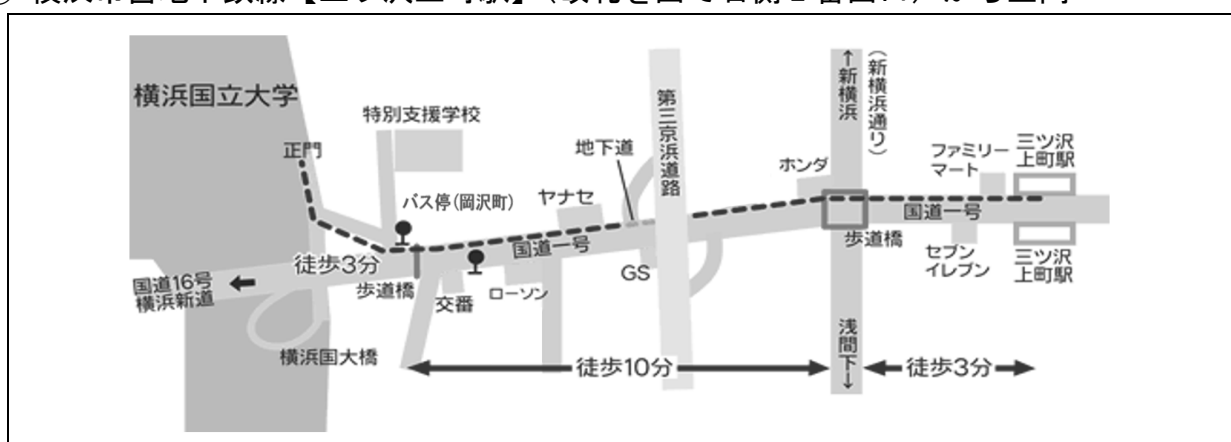 横浜国立大学
正門
特別支援学校
バス停(岡沢町)
ヤナセ
地下道
第三京浜道路
ホンダ
↑新横浜
(新横浜通り)
ファミリー
マート
三ツ沢
上町駅
国道一号
歩道橋
セブン
イレブン
三ツ沢
上町駅
国道一号
GS
徒歩3分
歩道橋
交番
ローソン
国道16号
横浜新道
横浜国大橋
徒歩10分
浅間下↓
徒歩3分